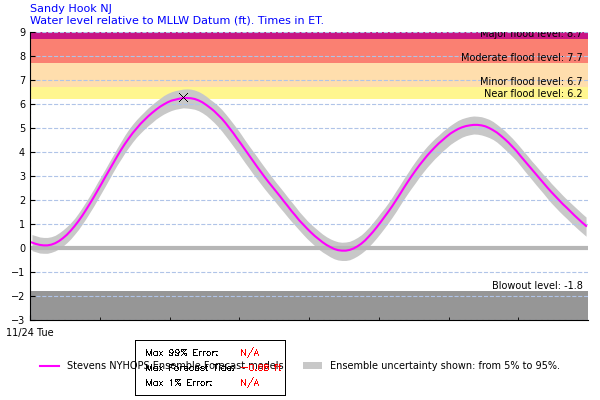 Sandy Hook NJ
Water level relative to MLLW Datum (ft). Times in ET.
9
Major flood level: 8.7
8
Moderate flood level: 7.7
7
Minor flood level: 6.7
Near flood level: 6.2
6
5
4
3
2
1
0
−1
Blowout level: -1.8
−2
−3
11/24 Tue
Max 99% Error: N/A
Stevens NYHOPS Ensemble Forecast models
Max Forecast Tide:
Ensemble uncertainty shown: from 5% to 95%.
Max 1% Error: N/A